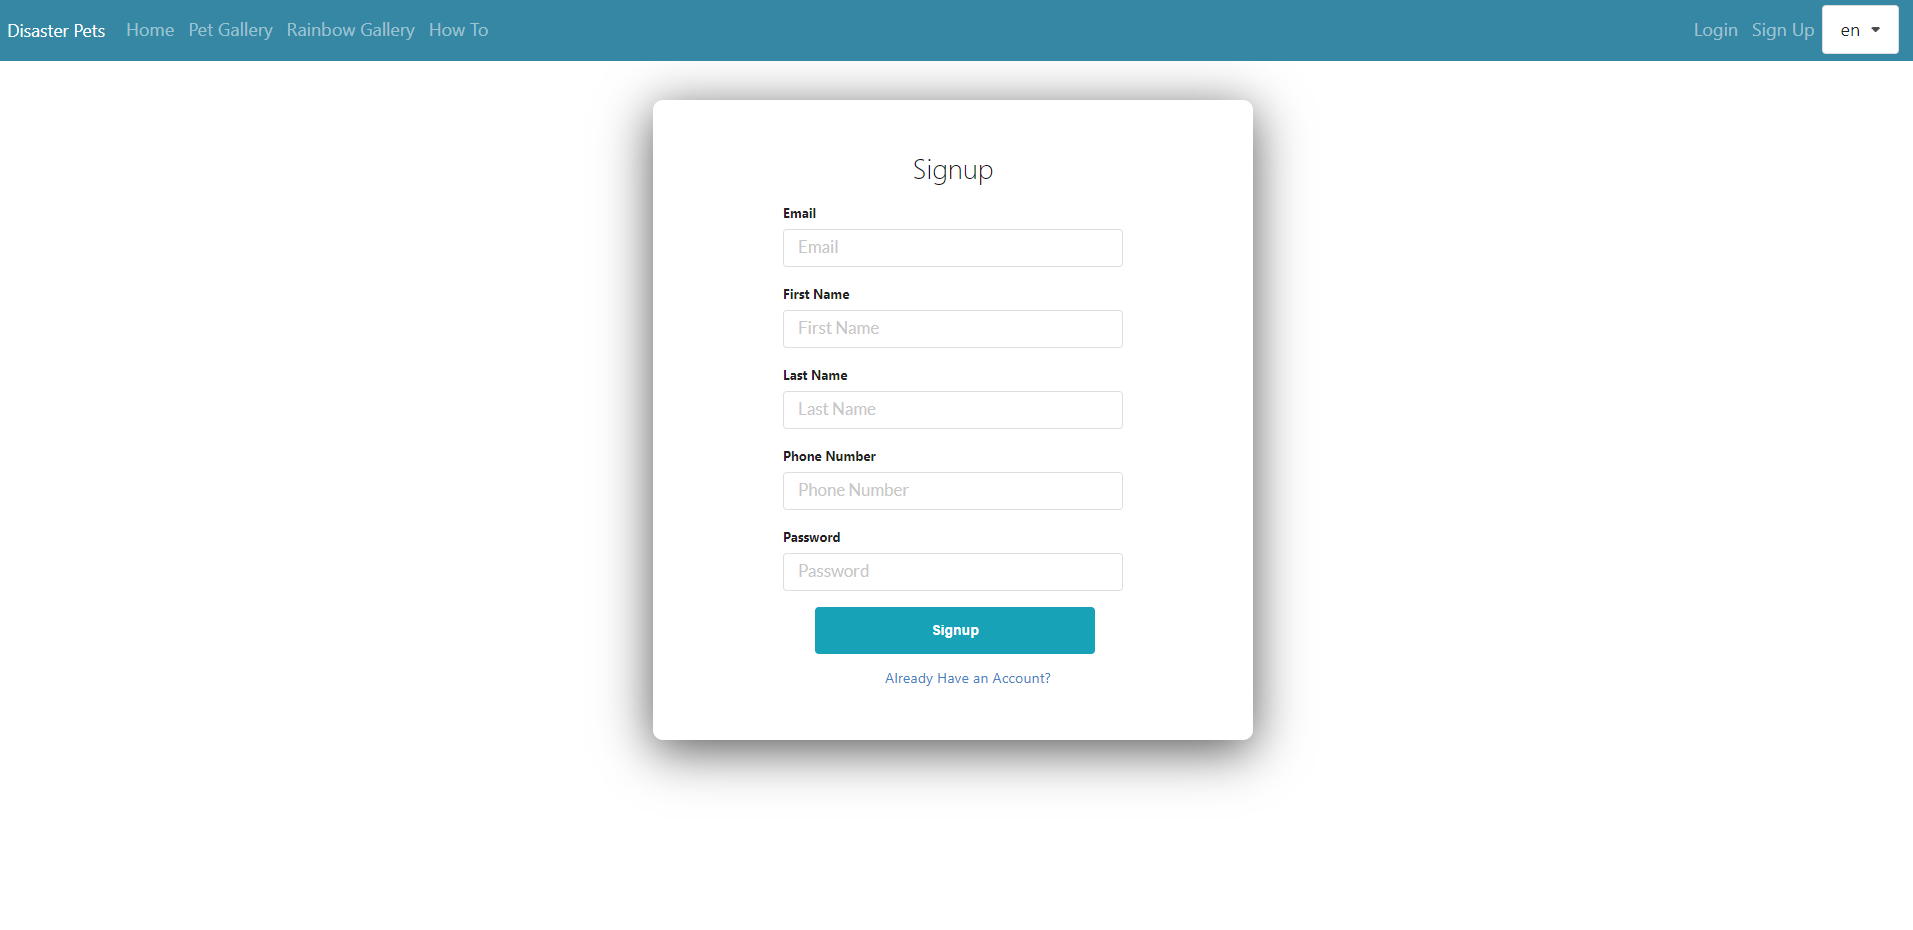 Disaster Pets Home Pet Gallery Rainbow Gallery How To Login Sign Up en
Signup
Email
Email
First Name
First Name
Last Name
Last Name
Phone Number
Phone Number
Password
Password
Signup
Already Have an Account?